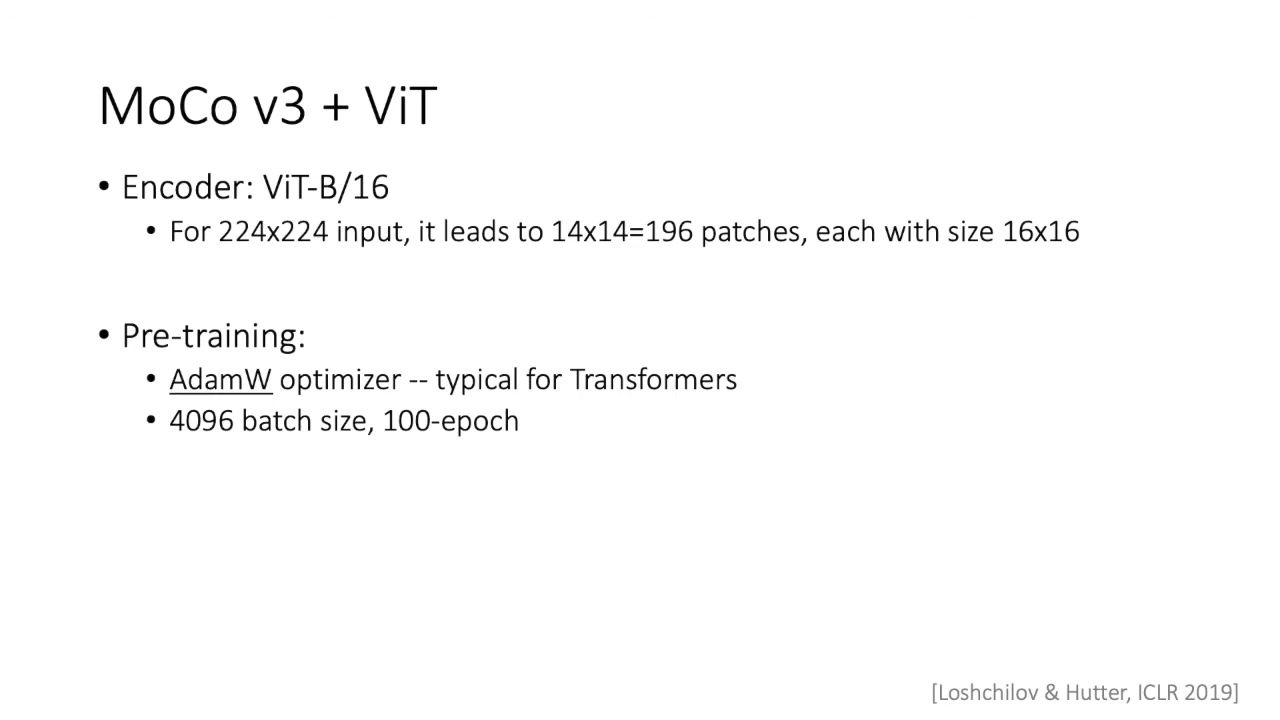 MoCo v3 + ViT
• Encoder: ViT-B/16
• For 224x224 input, it leads to 14x14=196 patches, each with size 16x16
• Pre-training:
• AdamW optimizer -- typical for Transformers
• 4096 batch size, 100-epoch
[Loshchilov & Hutter, ICLR 2019]